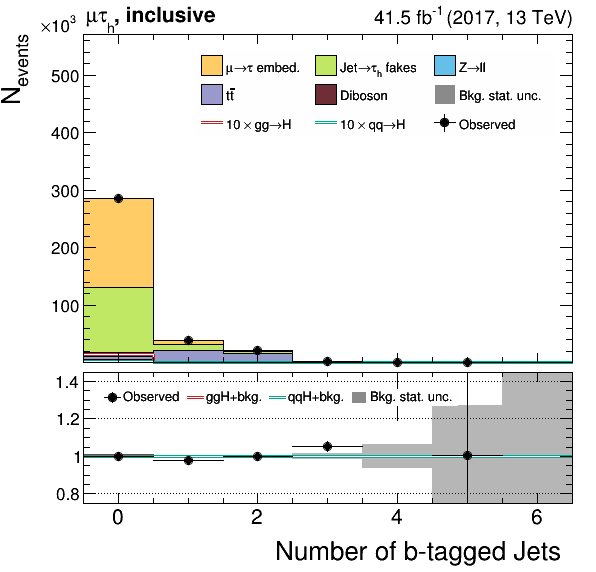 ×10³ μτₕ, inclusive 41.5 fb⁻¹ (2017, 13 TeV)
N_events
500
400
300
200
100
μ→τ embed. Jet→τₕ fakes Z→ll
tt̄ Diboson Bkg. stat. unc.
10 × gg→H 10 × qq→H Observed
1.4
1.2
1
0.8
Observed ggH+bkg. qqH+bkg. Bkg. stat. unc.
0 2 4 6
Number of b-tagged Jets